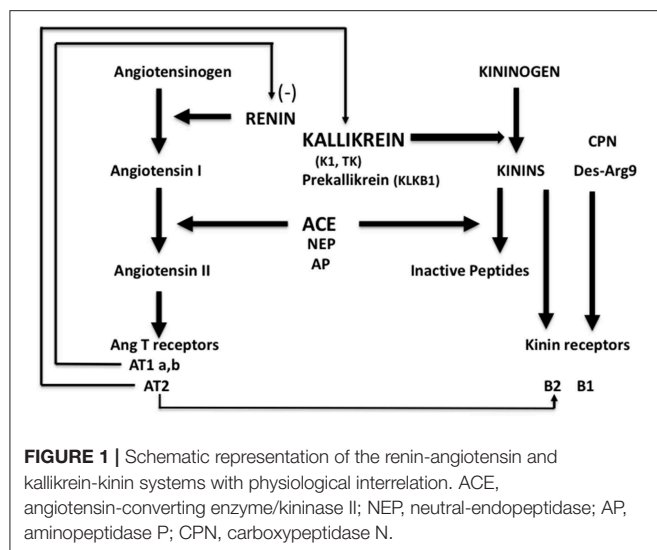 Angiotensinogen
KININOGEN
(-)
RENIN
KALLIKREIN
(K1, TK)
Prekallikrein (KLKB1)
CPN
Angiotensin I
KININS
Des-Arg9
ACE
NEP
AP
Angiotensin II
Inactive Peptides
Ang T receptors
Kinin receptors
AT1 a,b
AT2
B2
B1
FIGURE 1 | Schematic representation of the renin-angiotensin and
kallikrein-kinin systems with physiological interrelation. ACE,
angiotensin-converting enzyme/kininase II; NEP, neutral-endopeptidase; AP,
aminopeptidase P; CPN, carboxypeptidase N.